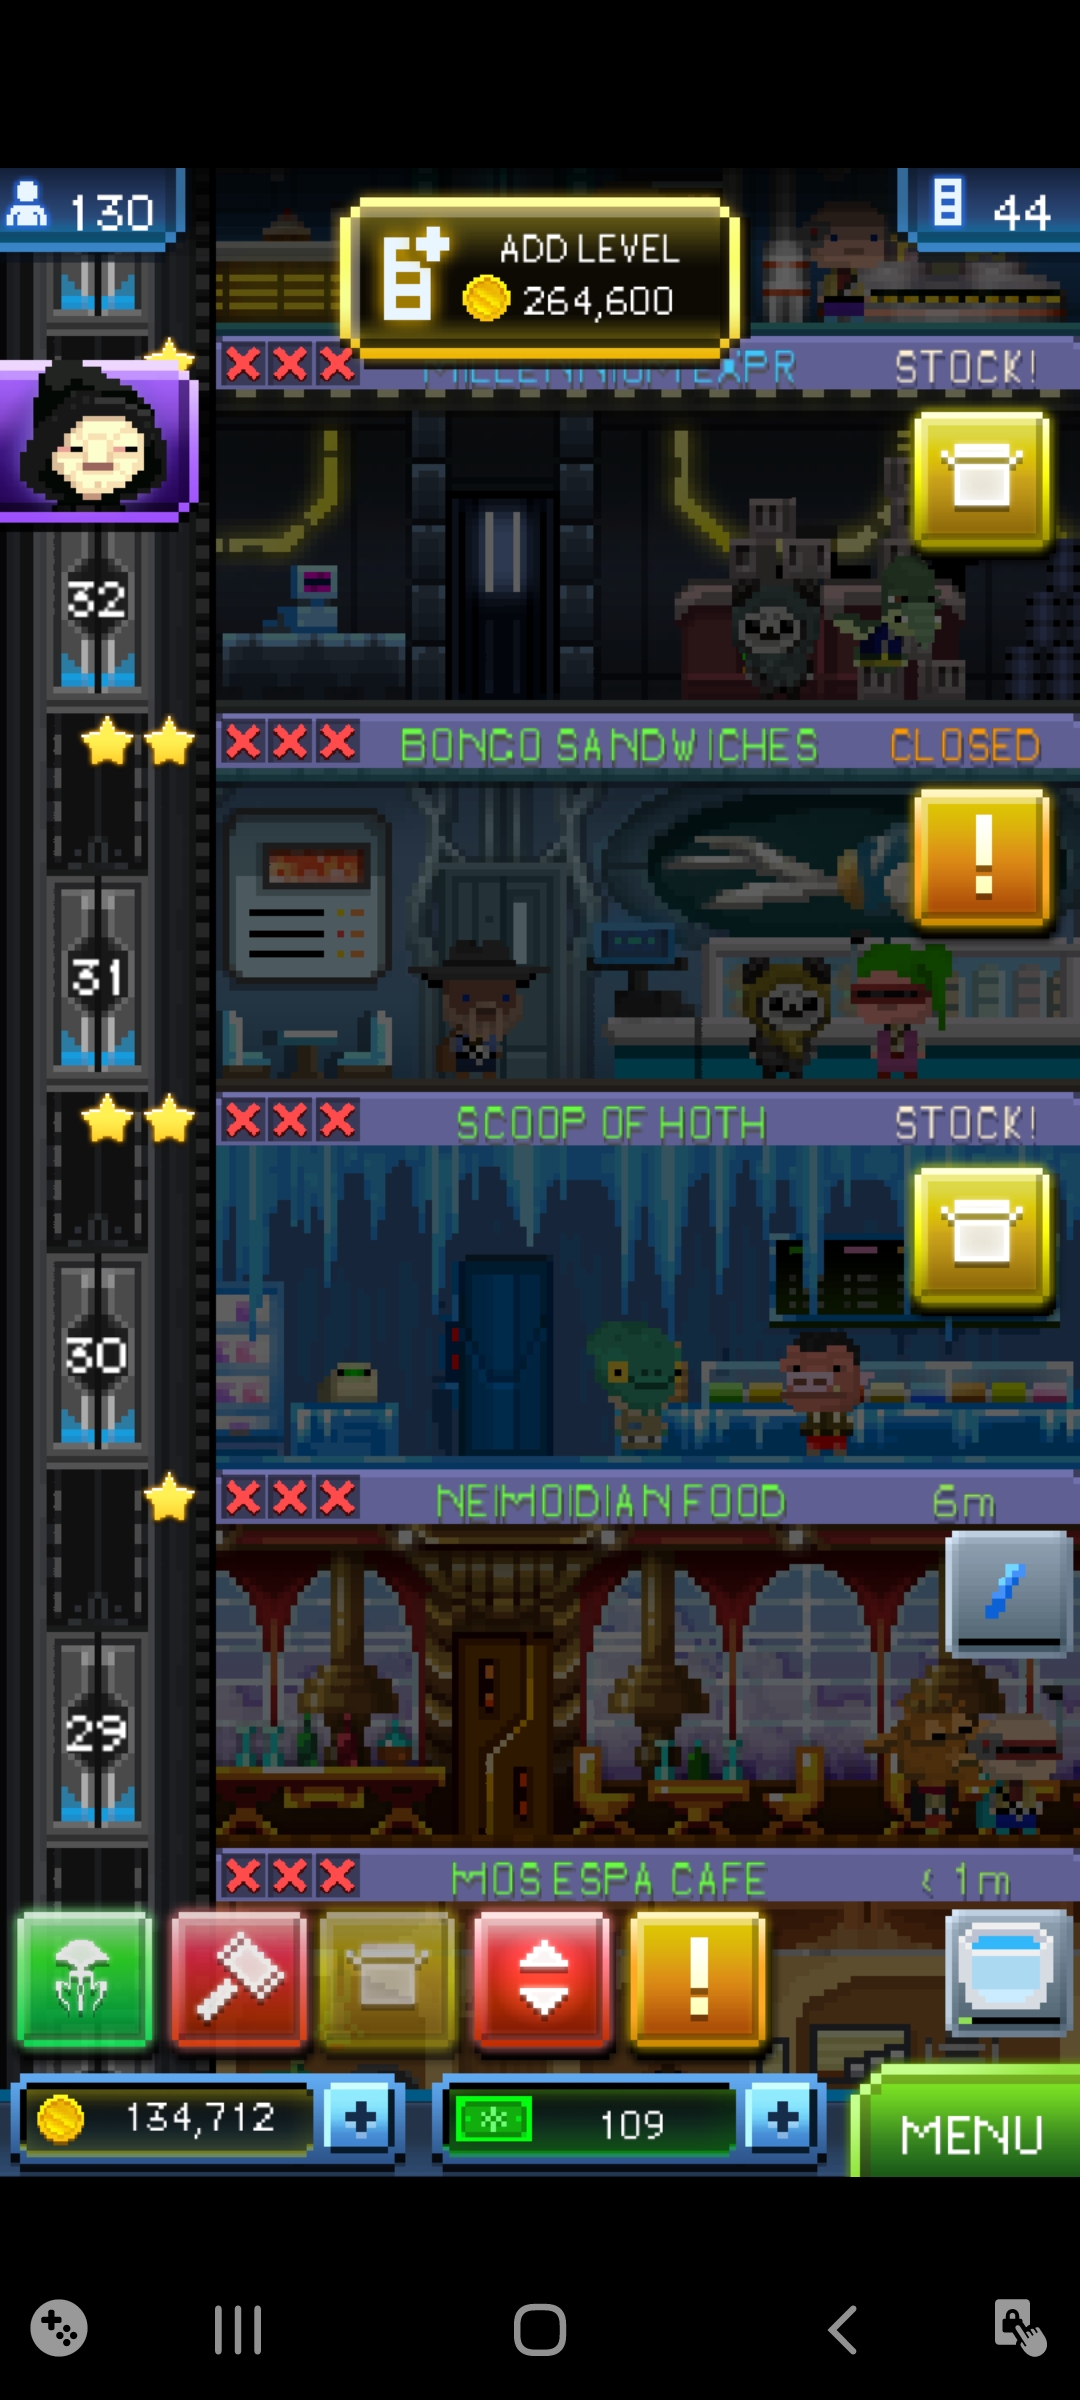 130
44
ADD LEVEL
264,600
MILLENNIUM EXPR STOCK!
32
BONGO SANDWICHES CLOSED
31
SCOOP OF HOTH STOCK!
30
NEIMOIDIAN FOOD 6m
29
MOS ESPA CAFE < 1m
134,712
109
MENU